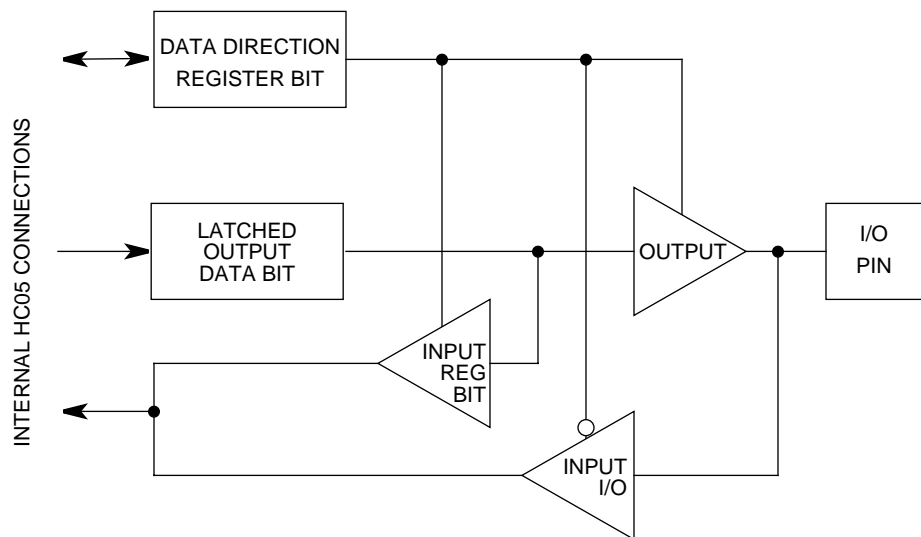 DATA DIRECTION
REGISTER BIT
INTERNAL HC05 CONNECTIONS
LATCHED
OUTPUT
DATA BIT
OUTPUT
I/O
PIN
INPUT
REG
BIT
INPUT
I/O